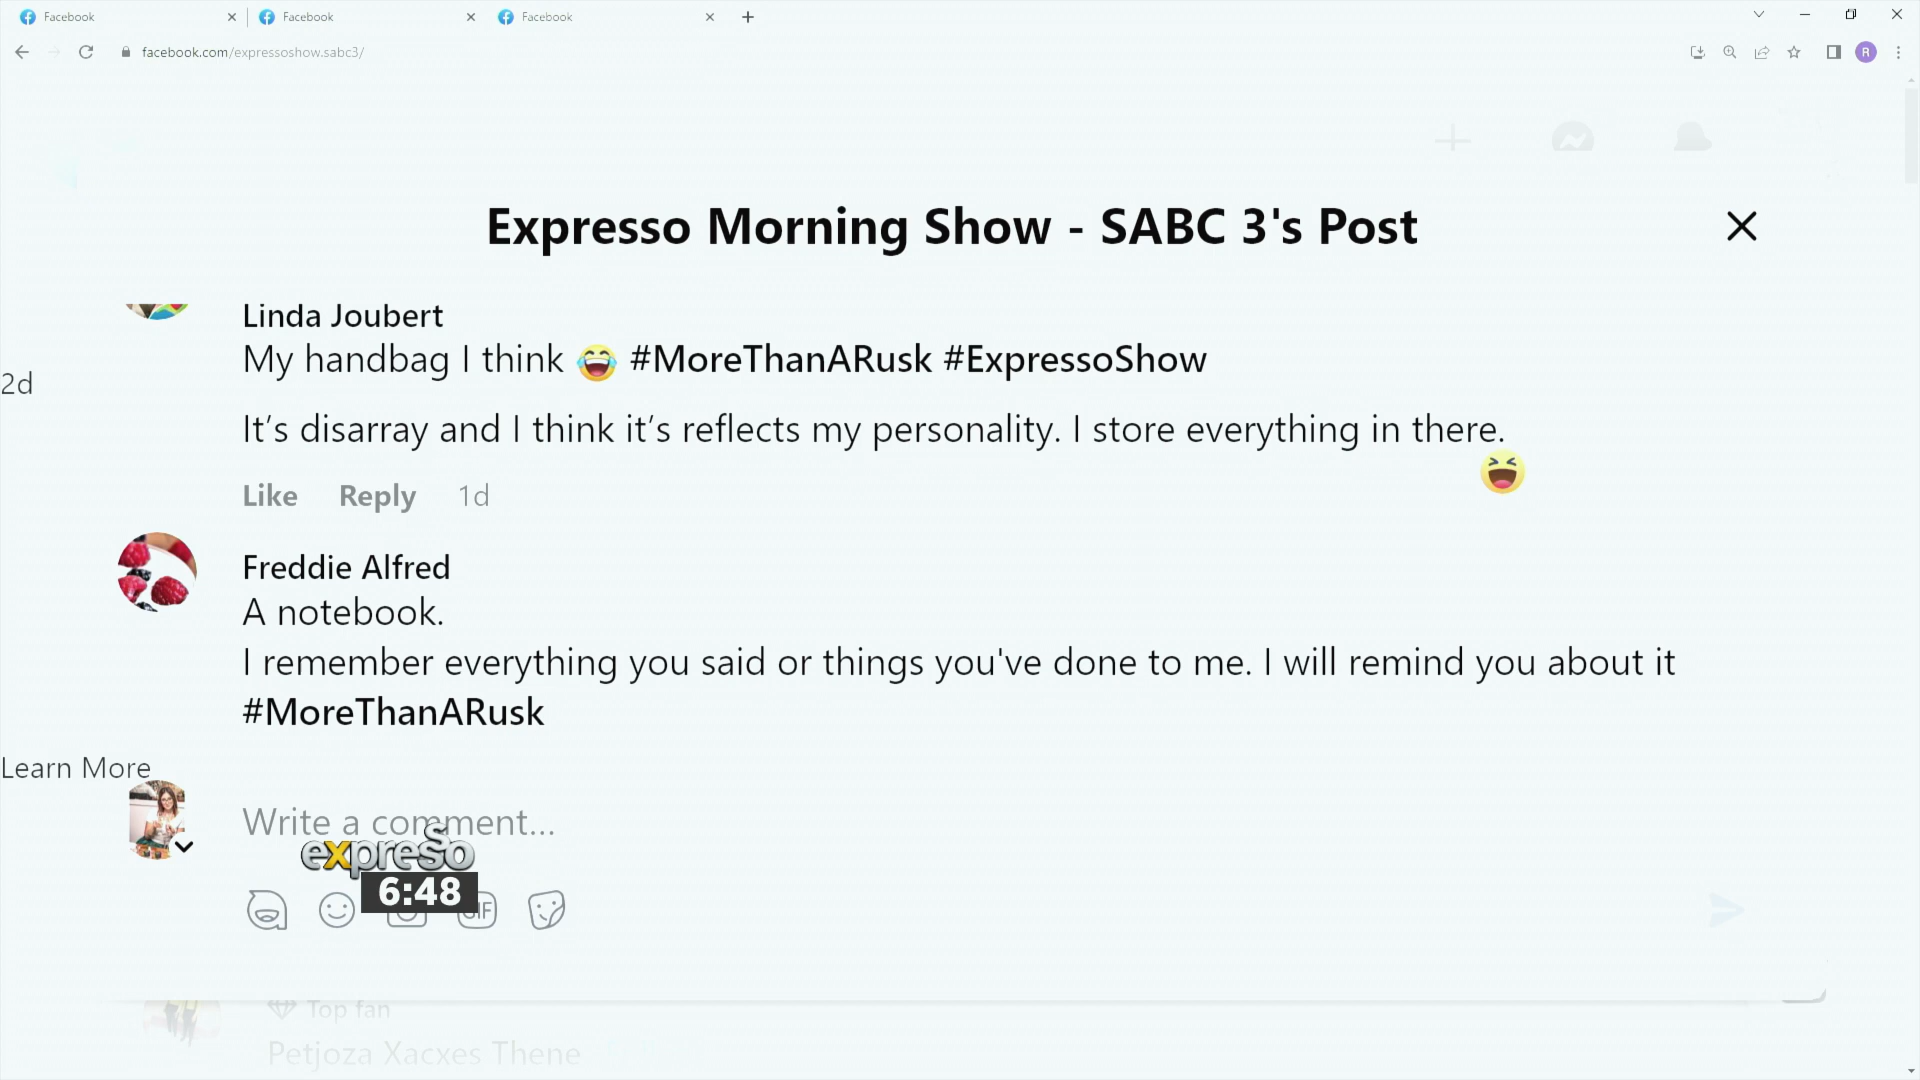 Facebook
Facebook
Facebook
facebook.com/expressoshow.sabc3/
R
Expresso Morning Show - SABC 3's Post
Linda Joubert
My handbag I think 😂 #MoreThanARusk #ExpressoShow
2d
It’s disarray and I think it’s reflects my personality. I store everything in there.
Like Reply 1d
Freddie Alfred
A notebook.
I remember everything you said or things you've done to me. I will remind you about it
#MoreThanARusk
Learn More
Write a comment...
expresso
6:48
GIF
Top fan
Petjoza Xacxes Thene